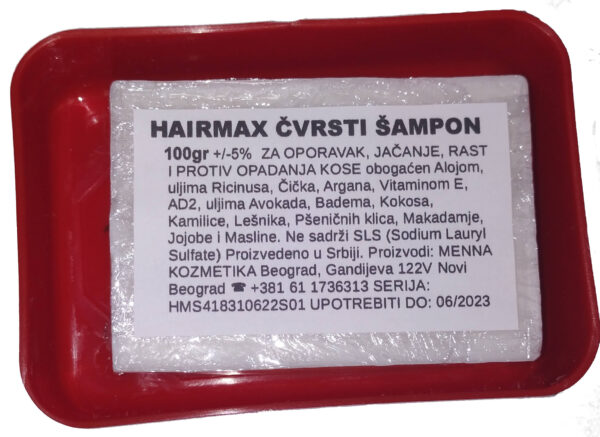 HAIRMAX ČVRSTI ŠAMPON
100gr +/-5% ZA OPORAVAK, JAČANJE, RAST
I PROTIV OPADANJA KOSE obogaćen Alojom,
uljima Ricinusa, Čička, Argana, Vitaminom E,
AD2, uljima Avokada, Badema, Kokosa,
Kamilice, Lešnika, Pšeničnih klica, Makadamje,
Jojobe i Masline. Ne sadrži SLS (Sodium Lauryl
Sulfate) Proizvedeno u Srbiji. Proizvodi: MENNA
KOZMETIKA Beograd, Gandijeva 122V Novi
Beograd ☎ +381 61 1736313 SERIJA:
HMS418310622S01 UPOTREBITI DO: 06/2023